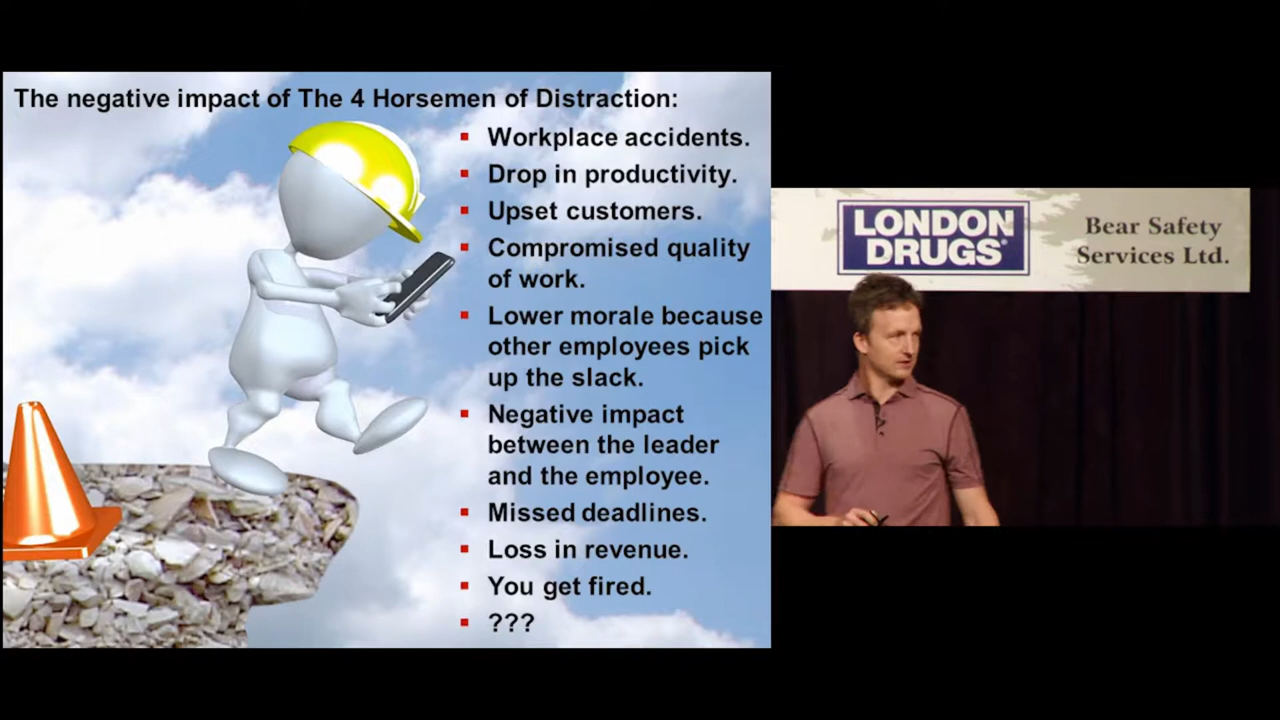 The negative impact of The 4 Horsemen of Distraction:
▪ Workplace accidents.
▪ Drop in productivity.
▪ Upset customers.
▪ Compromised quality
of work.
▪ Lower morale because
other employees pick
up the slack.
▪ Negative impact
between the leader
and the employee.
▪ Missed deadlines.
▪ Loss in revenue.
▪ You get fired.
▪ ???
LONDON
DRUGS®
Bear Safety
Services Ltd.